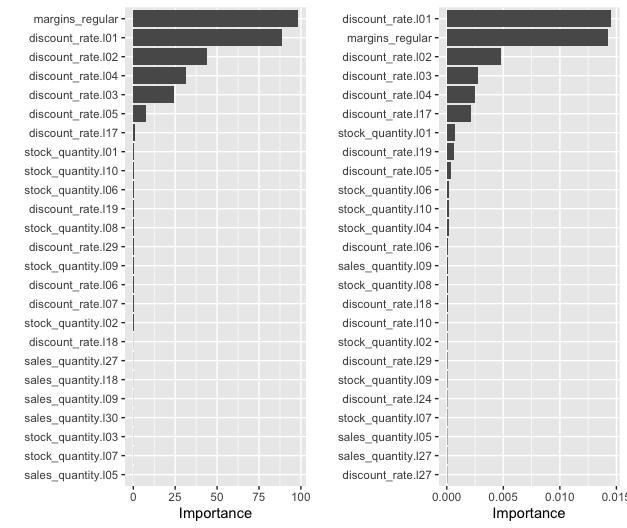 margins_regular
discount_rate.l01
discount_rate.l02
discount_rate.l04
discount_rate.l03
discount_rate.l05
discount_rate.l17
stock_quantity.l01
stock_quantity.l10
stock_quantity.l06
discount_rate.l19
stock_quantity.l08
discount_rate.l29
stock_quantity.l09
discount_rate.l06
discount_rate.l07
stock_quantity.l02
discount_rate.l18
sales_quantity.l27
sales_quantity.l18
sales_quantity.l09
sales_quantity.l30
stock_quantity.l03
stock_quantity.l07
sales_quantity.l05
0 25 50 75 100
Importance
discount_rate.l01
margins_regular
discount_rate.l02
discount_rate.l03
discount_rate.l04
discount_rate.l17
stock_quantity.l01
discount_rate.l19
discount_rate.l05
stock_quantity.l06
stock_quantity.l10
stock_quantity.l04
discount_rate.l06
sales_quantity.l09
stock_quantity.l08
discount_rate.l18
discount_rate.l10
stock_quantity.l02
discount_rate.l29
stock_quantity.l09
discount_rate.l24
stock_quantity.l07
sales_quantity.l05
sales_quantity.l27
discount_rate.l27
0.000 0.005 0.010 0.015
Importance